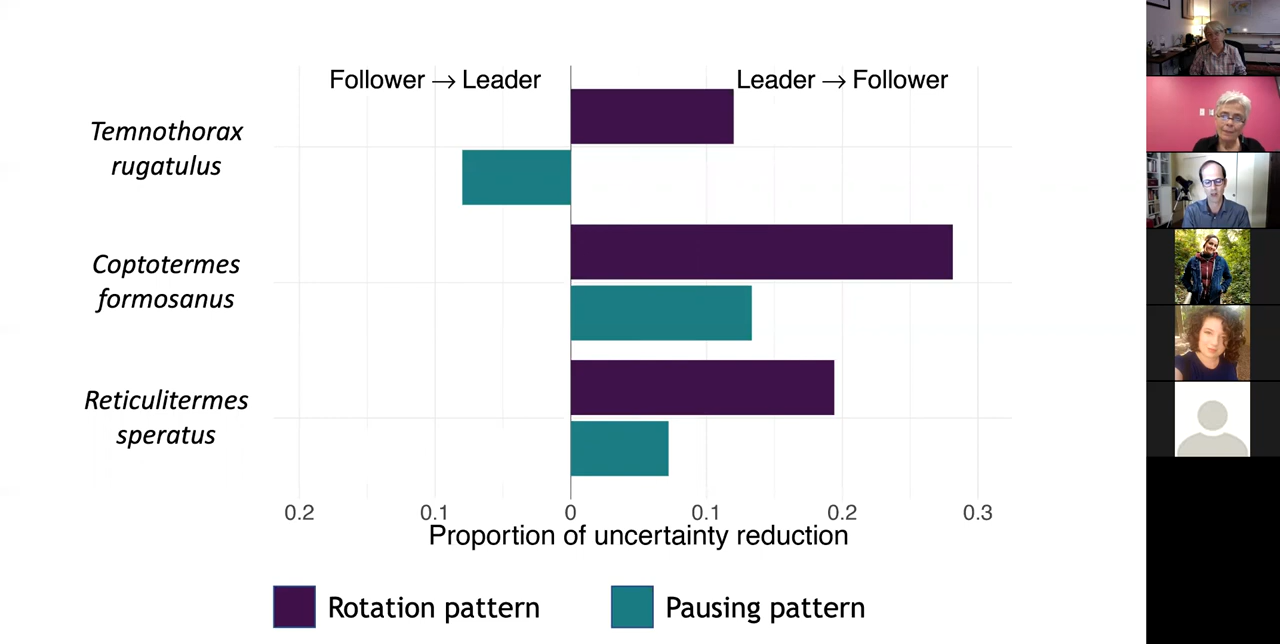 Follower → Leader
Leader → Follower
Temnothorax
rugatulus
Coptotermes
formosanus
Reticulitermes
speratus
0.2
0.1
0
0.1
0.2
0.3
Proportion of uncertainty reduction
Rotation pattern
Pausing pattern